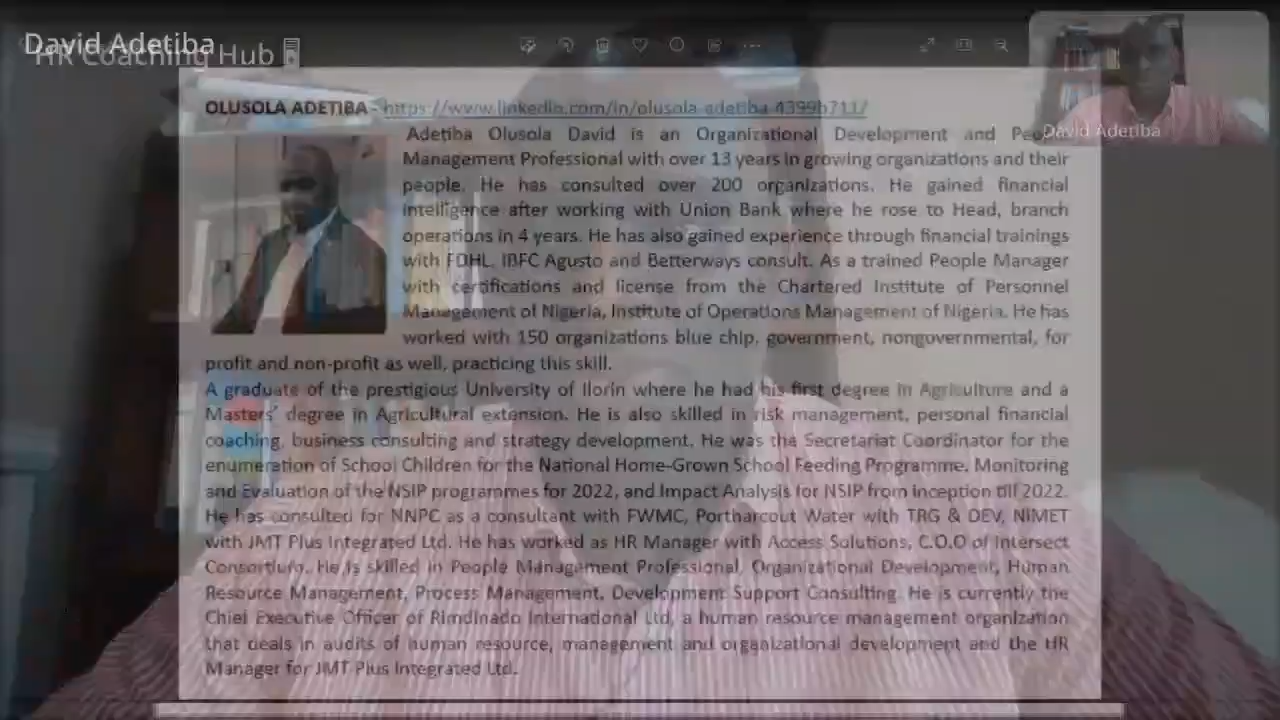 David Adetiba
HR Coaching Hub
David Adetiba
OLUSOLA ADETIBA - https://www.linkedin.com/in/olusola-adetiba-4399b711/
Adetiba Olusola David is an Organizational Development and People
Management Professional with over 13 years in growing organizations and their
people. He has consulted over 200 organizations. He gained financial
intelligence after working with Union Bank where he rose to Head, branch
operations in 4 years. He has also gained experience through financial trainings
with FDHL, IBFC Agusto and Betterways consult. As a trained People Manager
with certifications and license from the Chartered Institute of Personnel
Management of Nigeria, Institute of Operations Management of Nigeria. He has
worked with 150 organizations blue chip, government, nongovernmental, for
profit and non-profit as well, practicing this skill.
A graduate of the prestigious University of Ilorin where he had his first degree in Agriculture and a
Masters' degree in Agricultural extension. He is also skilled in risk management, personal financial
coaching, business consulting and strategy development. He was the Secretariat Coordinator for the
enumeration of School Children for the National Home-Grown School Feeding Programme. Monitoring
and Evaluation of the NSIP programmes for 2022, and Impact Analysis for NSIP from inception till 2022.
He has consulted for NNPC as a consultant with FWMC, Portharcout Water with TRG & DEV, NIMET
with JMT Plus Integrated Ltd. He has worked as HR Manager with Access Solutions, C.O.O of Intersect
Consortium. He is skilled in People Management Professional, Organizational Development, Human
Resource Management, Process Management, Development Support Consulting. He is currently the
Chief Executive Officer of Rimdinado International Ltd, a human resource management organization
that deals in audits of human resource, management and organizational development and the HR
Manager for JMT Plus Integrated Ltd.